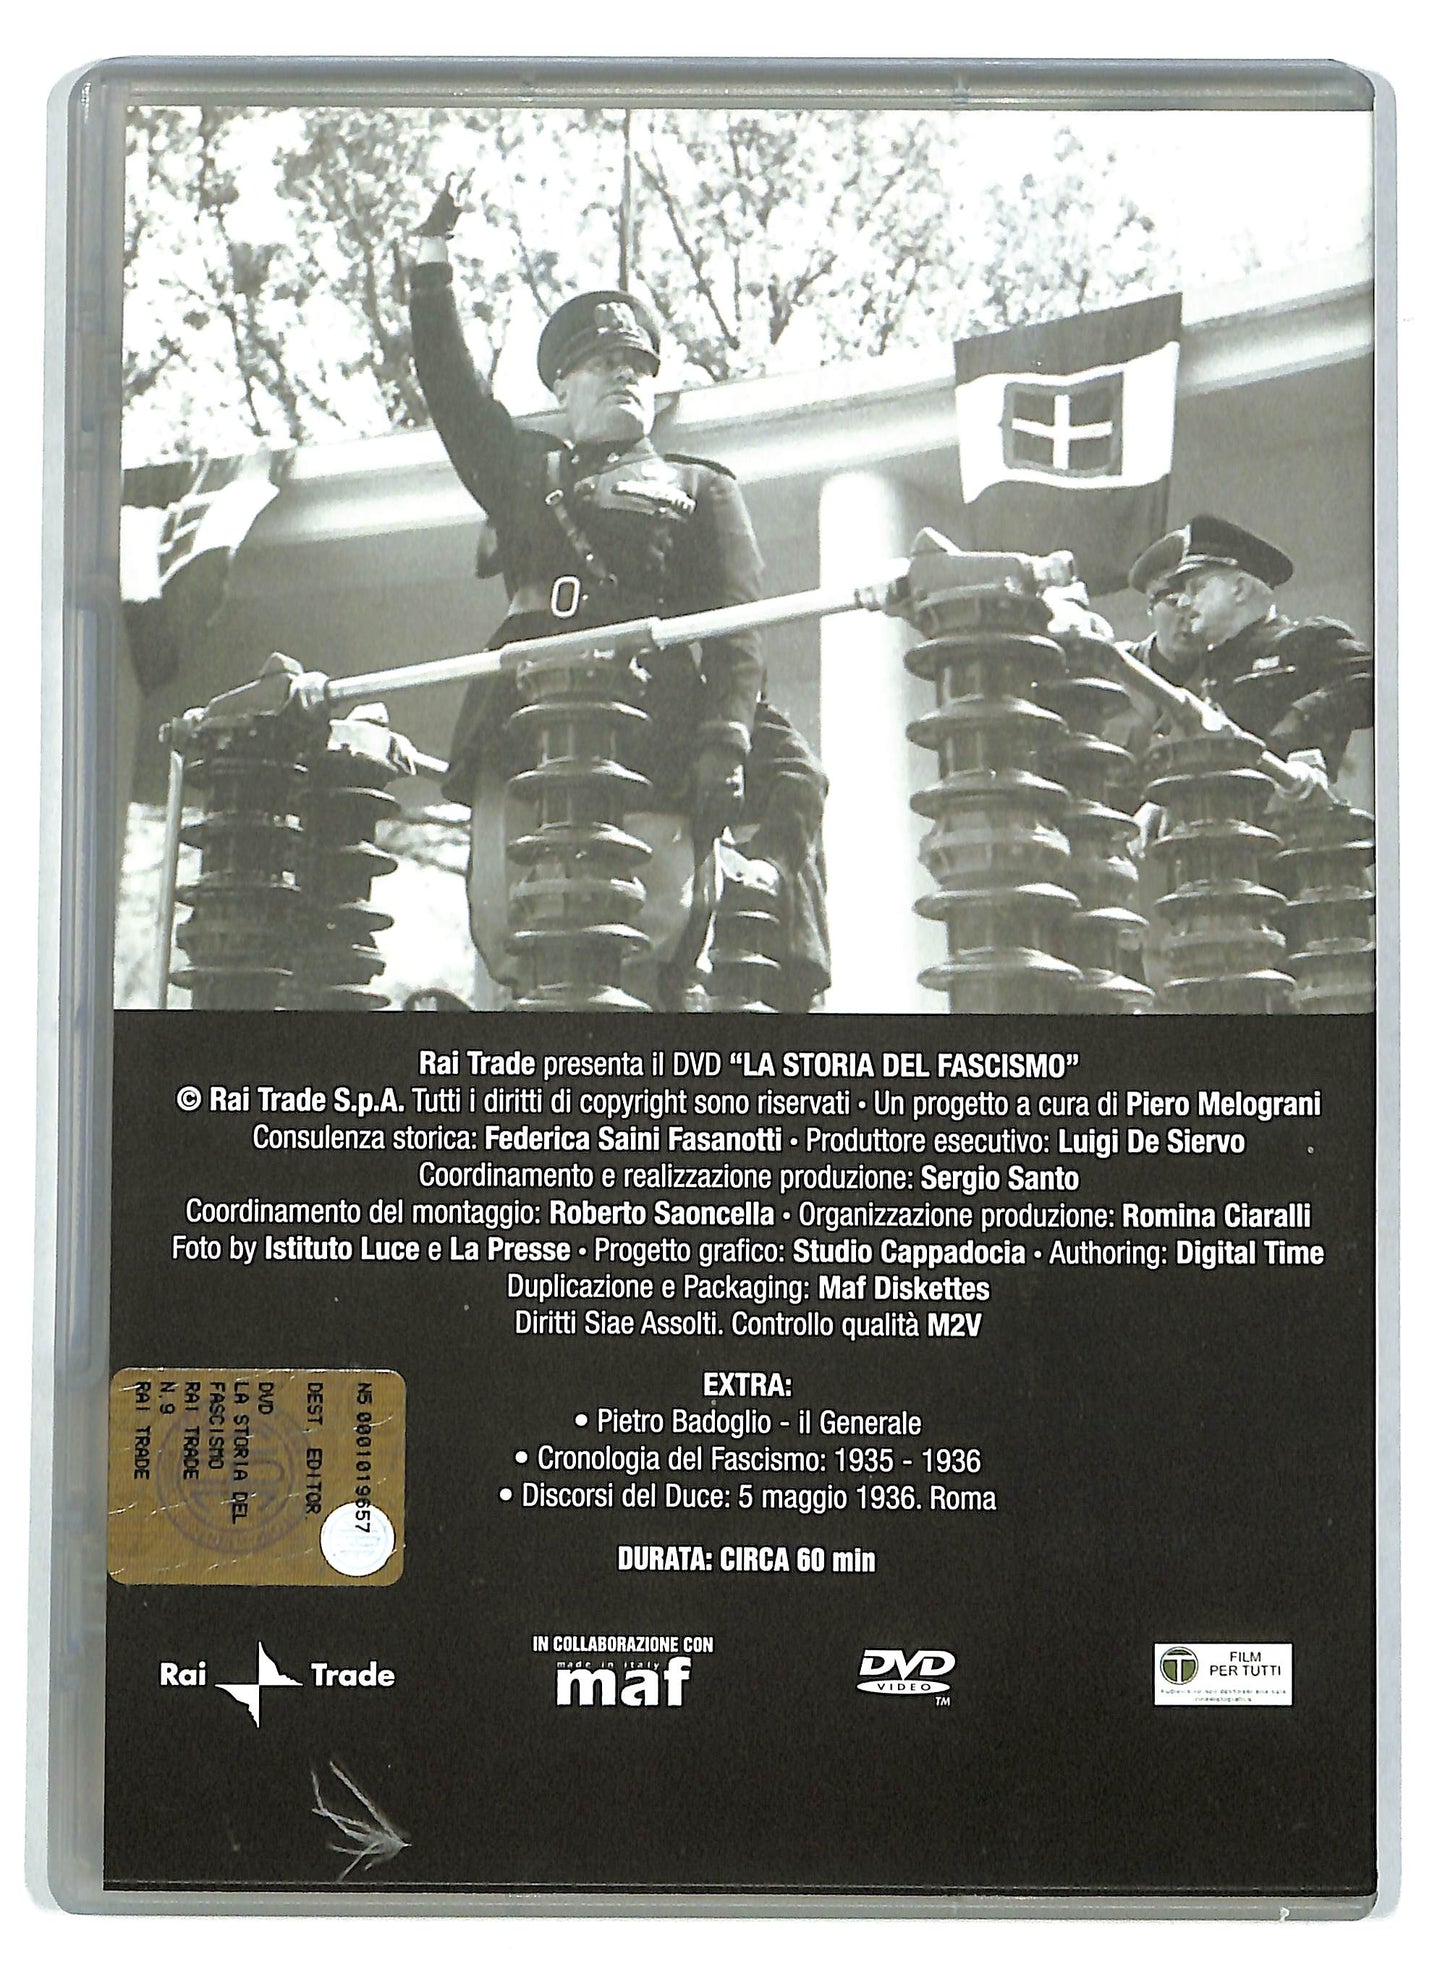 Rai Trade presenta il DVD “LA STORIA DEL FASCISMO”
© Rai Trade S.p.A. Tutti i diritti di copyright sono riservati • Un progetto a cura di Piero Melograni
Consulenza storica: Federica Saini Fasanotti • Produttore esecutivo: Luigi De Siervo
Coordinamento e realizzazione produzione: Sergio Santo
Coordinamento del montaggio: Roberto Saoncella • Organizzazione produzione: Romina Ciaralli
Foto by Istituto Luce e La Presse • Progetto grafico: Studio Cappadocia • Authoring: Digital Time
Duplicazione e Packaging: Maf Diskettes
Diritti Siae Assolti. Controllo qualità M2V
EXTRA:
• Pietro Badoglio - il Generale
• Cronologia del Fascismo: 1935 - 1936
• Discorsi del Duce: 5 maggio 1936. Roma
DURATA: CIRCA 60 min
N5 0001019657
DEST. EDITOR.
DVD
LA STORIA DEL
FASCISMO
RAI TRADE
N.9
RAI TRADE
Rai Trade
IN COLLABORAZIONE CON
made in italy
maf
DVD
VIDEO
TM
T
FILM
PER TUTTI